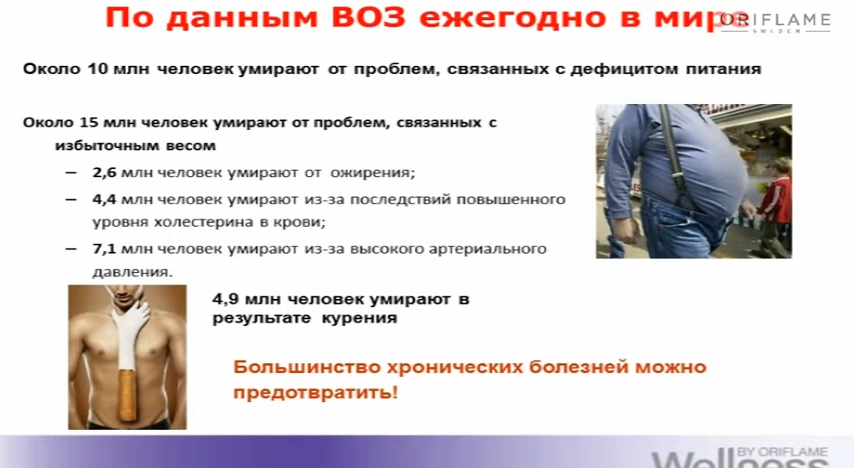 По данным ВОЗ ежегодно в мире
ORIFLAME
SWEDEN
Около 10 млн человек умирают от проблем, связанных с дефицитом питания
Около 15 млн человек умирают от проблем, связанных с
избыточным весом
– 2,6 млн человек умирают от ожирения;
– 4,4 млн человек умирают из-за последствий повышенного
уровня холестерина в крови;
– 7,1 млн человек умирают из-за высокого артериального
давления.
4,9 млн человек умирают в
результате курения
Большинство хронических болезней можно
предотвратить!
BY ORIFLAME
Wellness